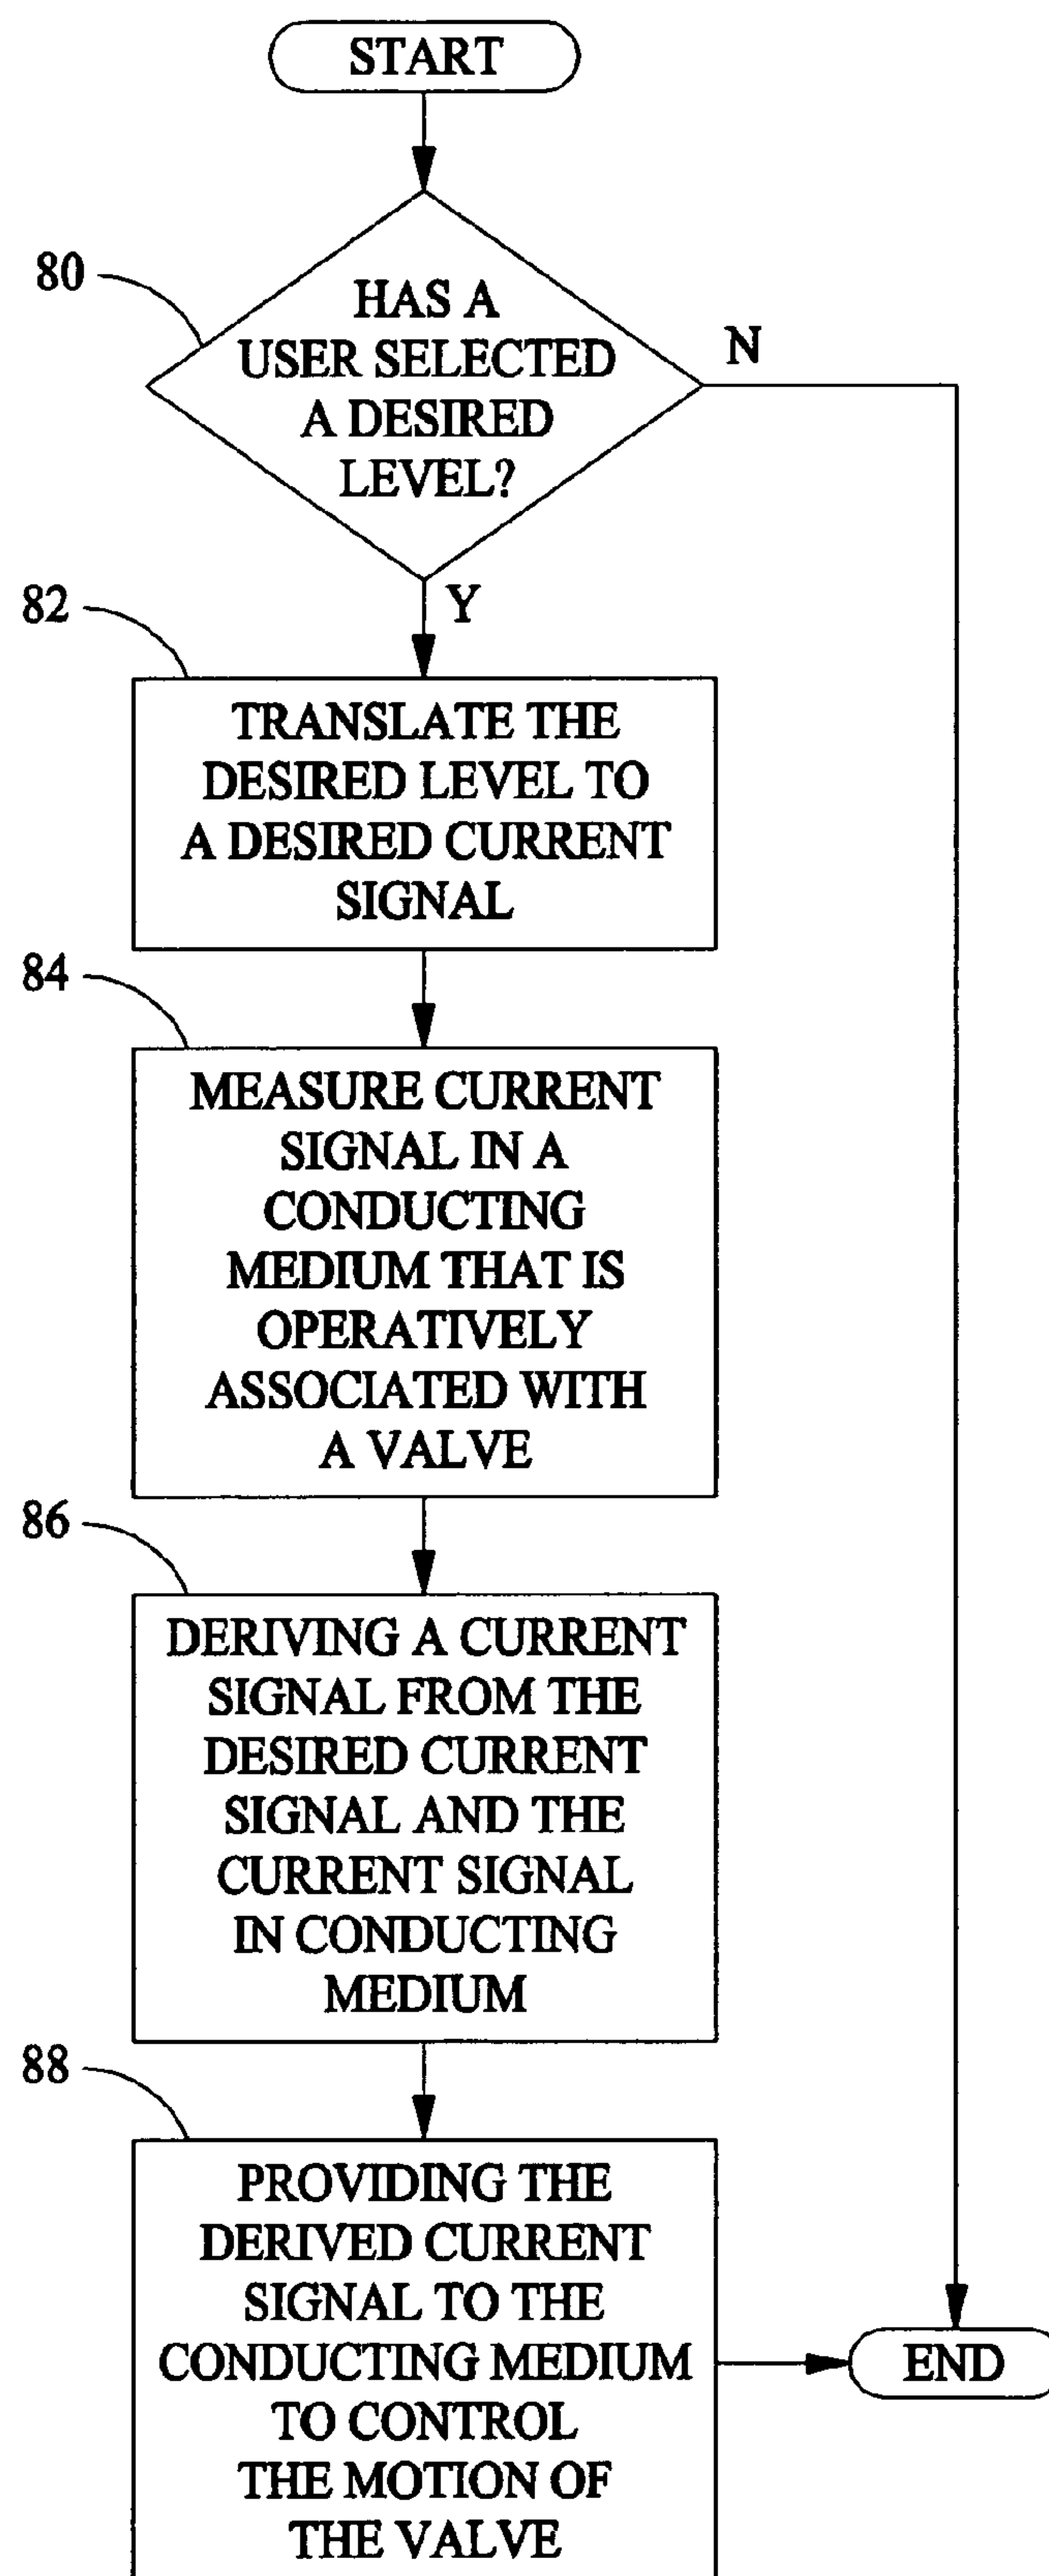 START
80
HAS A
USER SELECTED
A DESIRED
LEVEL?
N
Y
82
TRANSLATE THE
DESIRED LEVEL TO
A DESIRED CURRENT
SIGNAL
84
MEASURE CURRENT
SIGNAL IN A
CONDUCTING
MEDIUM THAT IS
OPERATIVELY
ASSOCIATED WITH
A VALVE
86
DERIVING A CURRENT
SIGNAL FROM THE
DESIRED CURRENT
SIGNAL AND THE
CURRENT SIGNAL
IN CONDUCTING
MEDIUM
88
PROVIDING THE
DERIVED CURRENT
SIGNAL TO THE
CONDUCTING MEDIUM
TO CONTROL
THE MOTION OF
THE VALVE
END